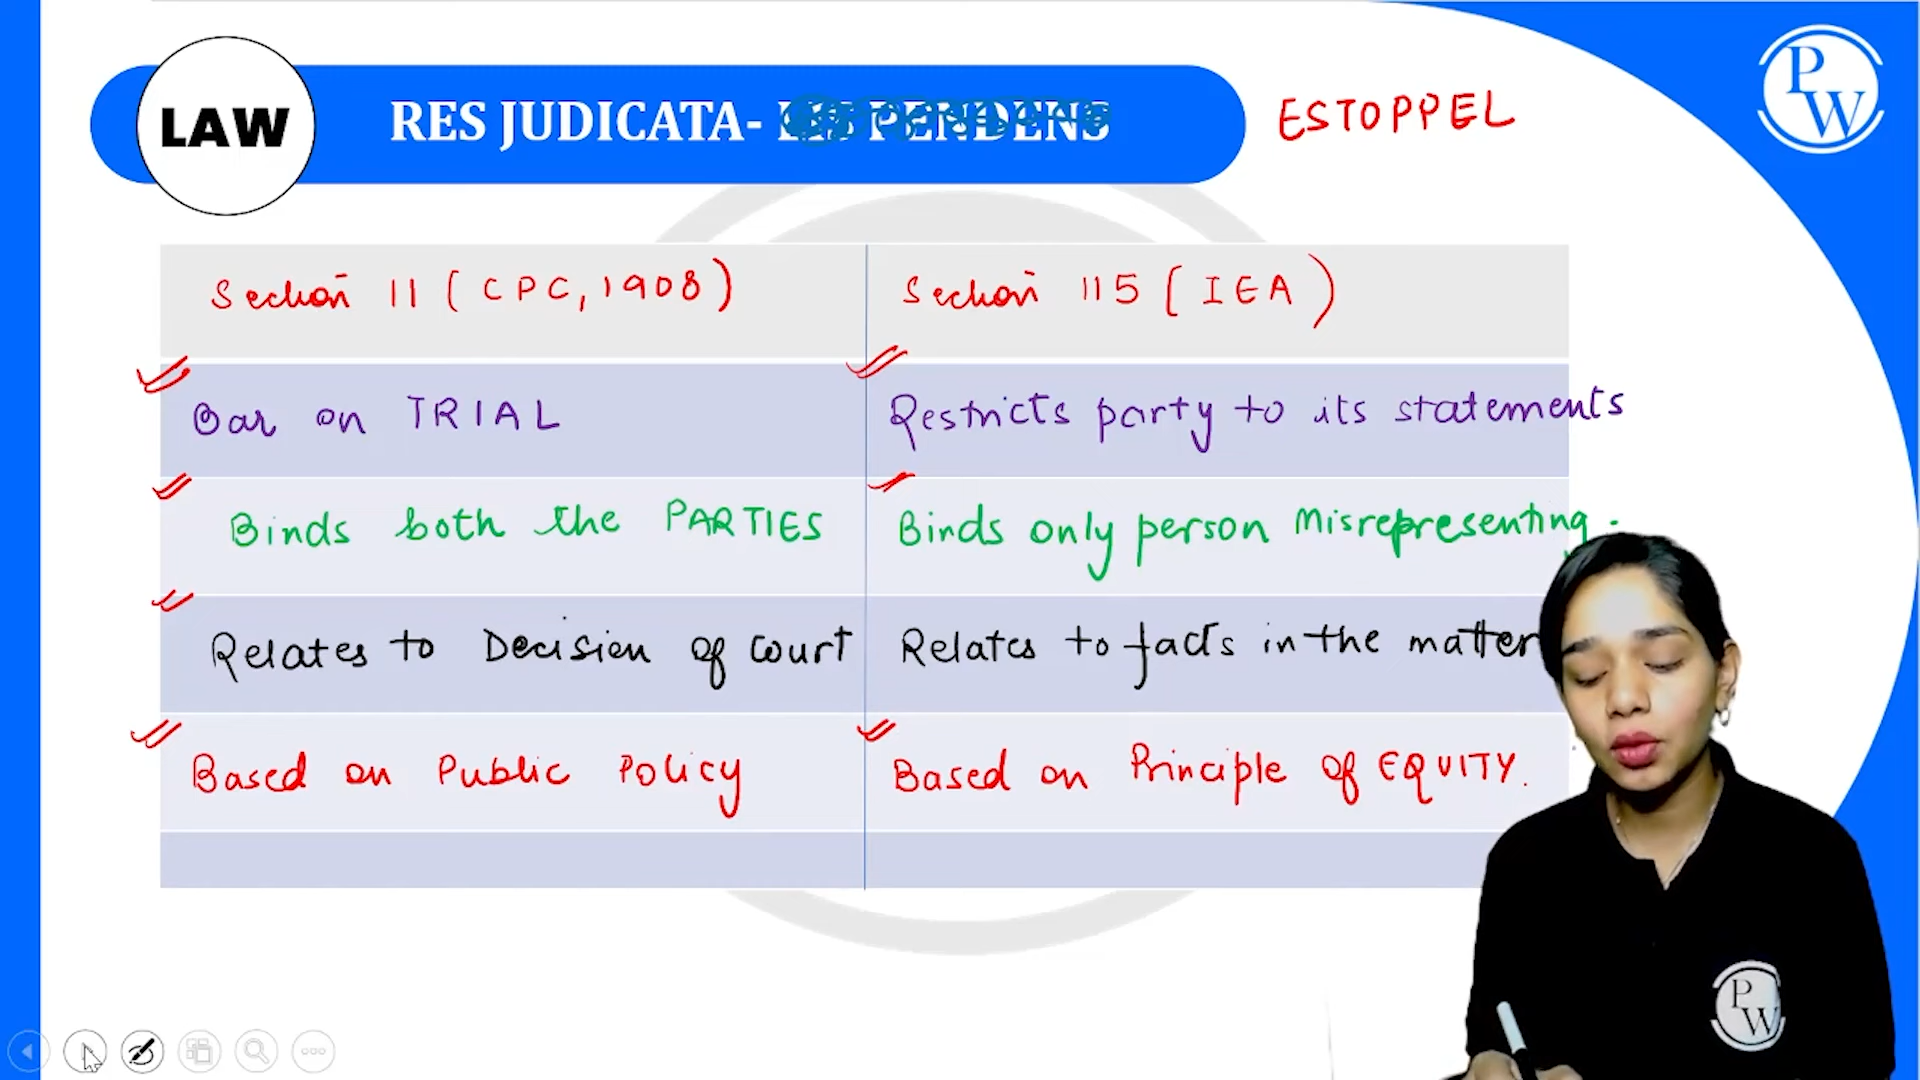 LAW
RES JUDICATA- PENDENS
ESTOPPEL
PW
Section 11 (CPC, 1908)
Section 115 [IEA)
Bar on TRIAL
Restricts party to its statements
Binds both the PARTIES
Binds only person Misrepresenting.
Relates to Decision of Court
Relates to facts in the matter
Based on Public Policy
Based on Principle of EQUITY.
PW